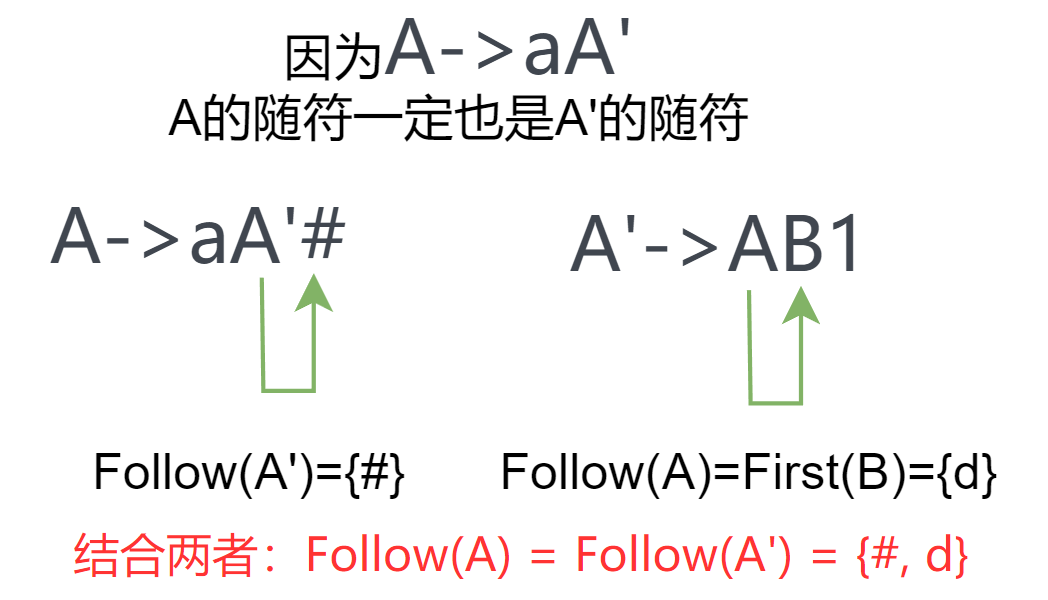 因为A->aA'
A的随符一定也是A'的随符
A->aA'#
A'->AB1
Follow(A')={#}
Follow(A)=First(B)={d}
结合两者：Follow(A) = Follow(A') = {#, d}